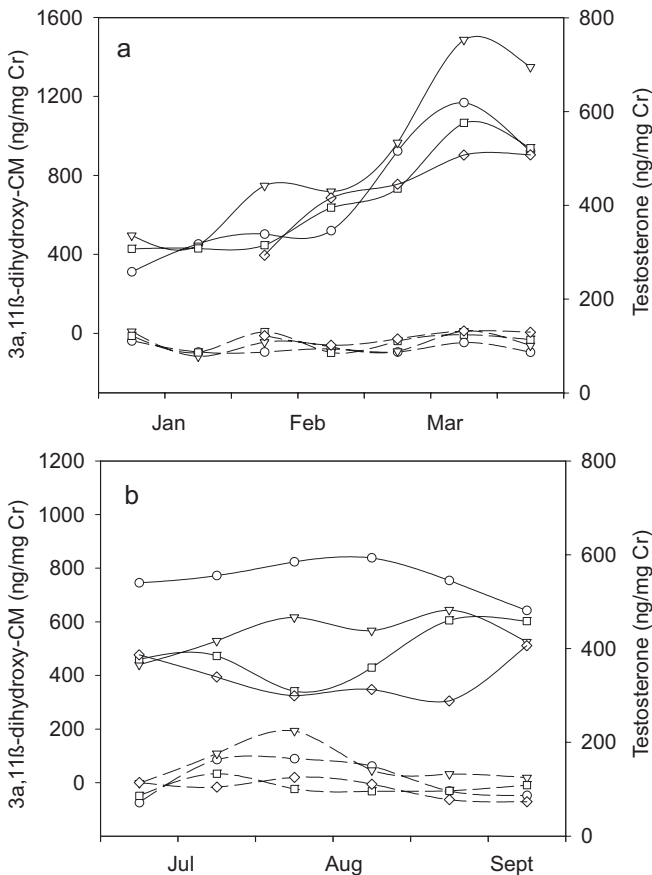 a
3a,11ß-dihydroxy-CM (ng/mg Cr)
1600
1200
800
400
0
Testosterone (ng/mg Cr)
800
600
400
200
0
Jan Feb Mar
b
3a,11ß-dihydroxy-CM (ng/mg Cr)
1200
1000
800
600
400
200
0
Testosterone (ng/mg Cr)
800
600
400
200
0
Jul Aug Sept